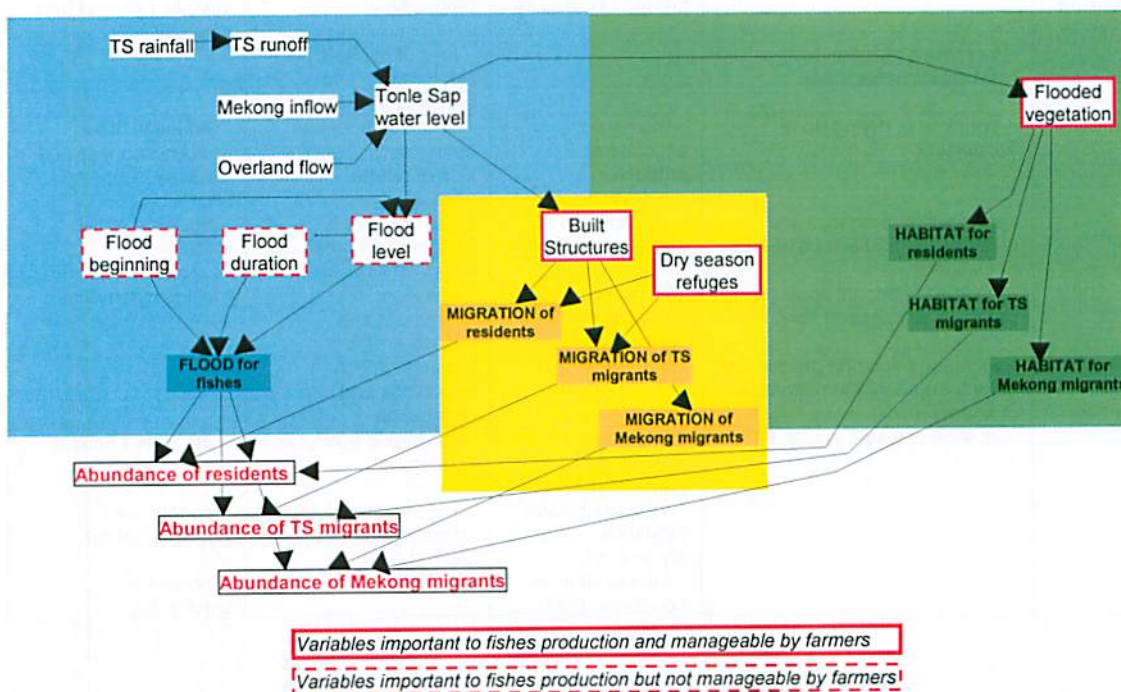 TS rainfall
TS runoff
Mekong inflow
Tonle Sap
water level
Overland flow
Flooded
vegetation
Flood
beginning
Flood
duration
Flood
level
Built
Structures
Dry season
refuges
HABITAT for
residents
MIGRATION of
residents
HABITAT for TS
migrants
FLOOD for
fishes
MIGRATION of TS
migrants
HABITAT for
Mekong migrants
MIGRATION of
Mekong migrants
Abundance of residents
Abundance of TS migrants
Abundance of Mekong migrants
Variables important to fishes production and manageable by farmers
Variables important to fishes production but not manageable by farmers